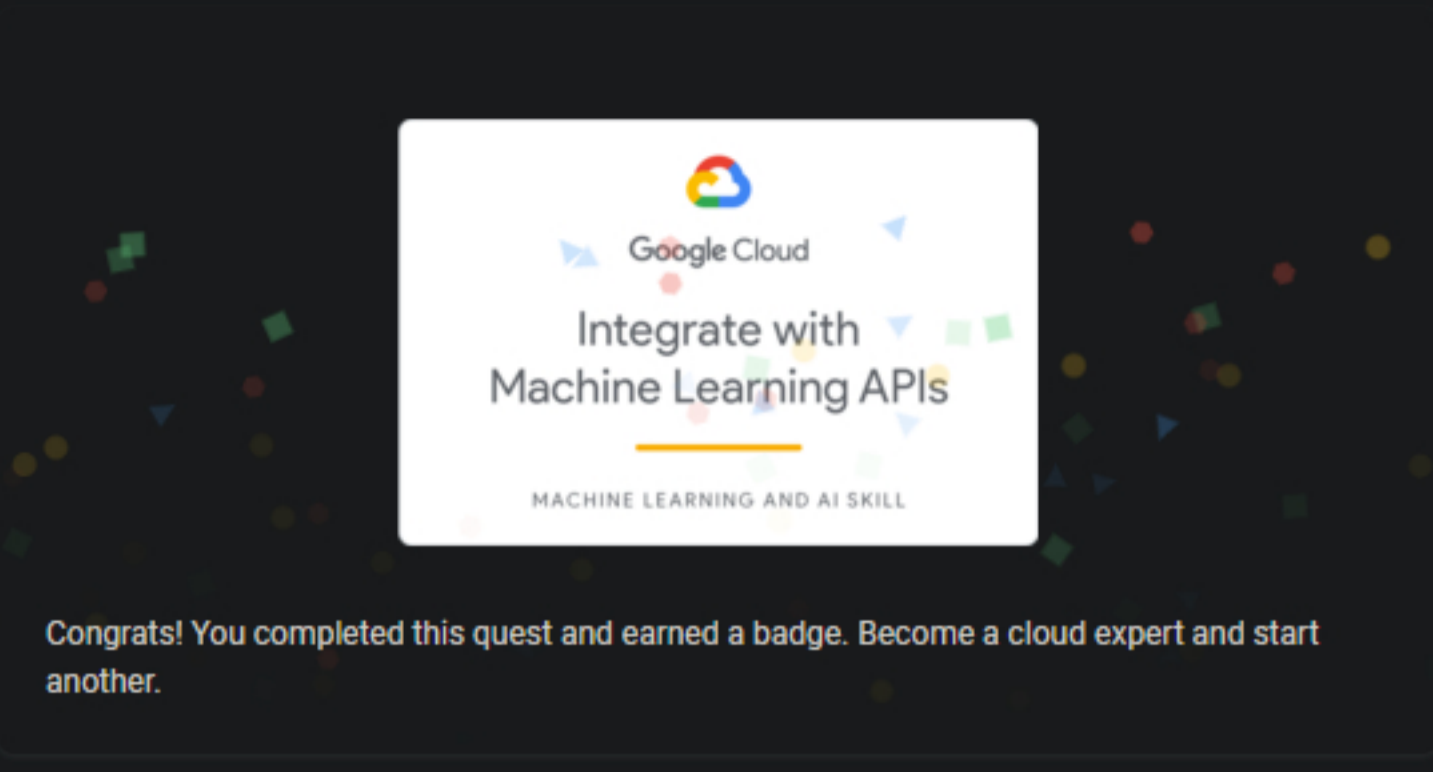 Google Cloud
Integrate with
Machine Learning APIs
MACHINE LEARNING AND AI SKILL
Congrats! You completed this quest and earned a badge. Become a cloud expert and start
another.